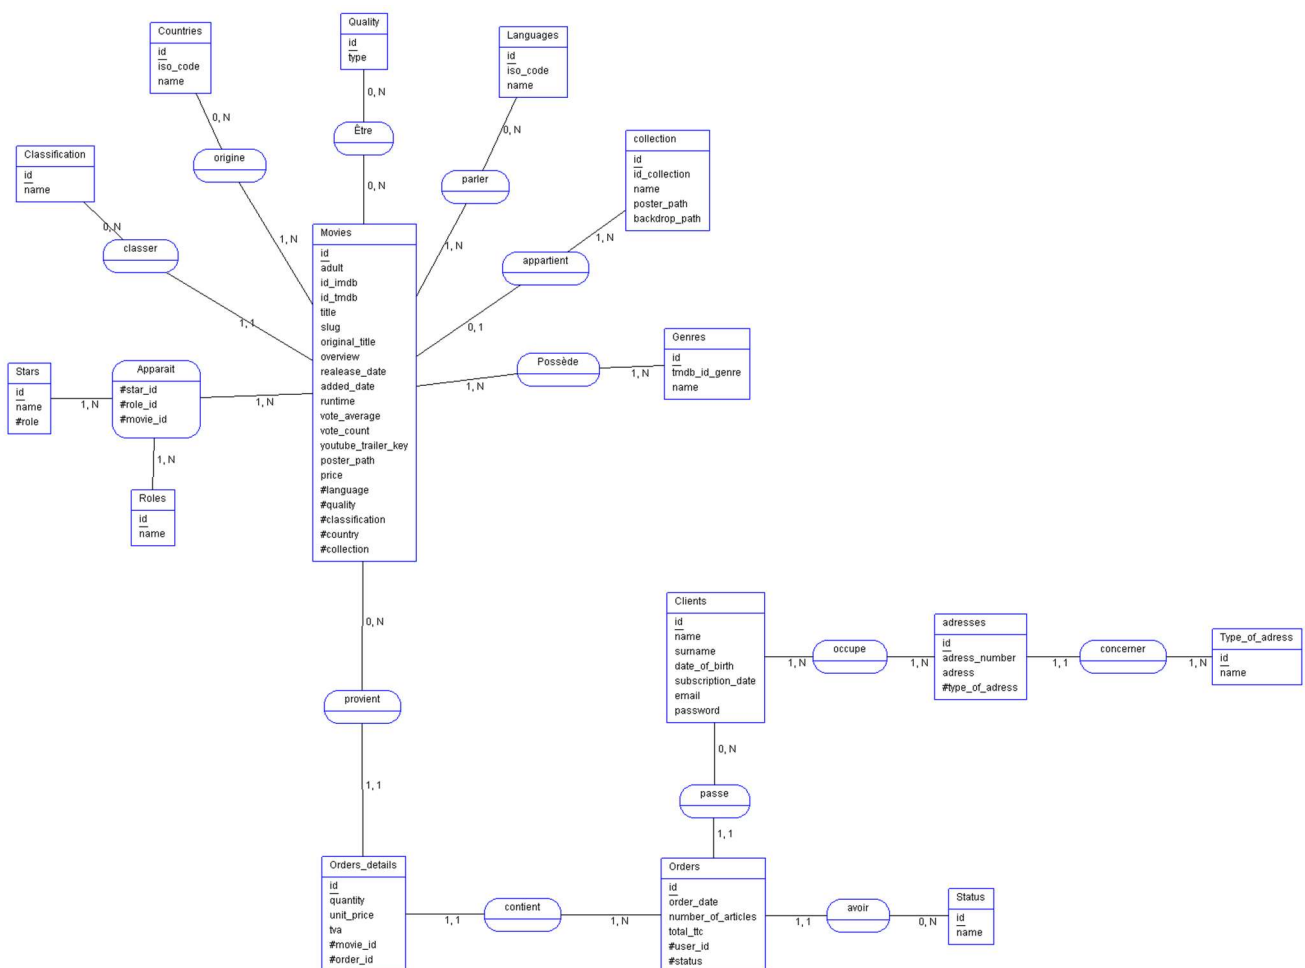 Countries
id
iso_code
name
Quality
id
type
Languages
id
iso_code
name
0, N
0, N
0, N
Être
collection
id
id_collection
name
poster_path
backdrop_path
Classification
id
name
origine
parler
0, N
0, N
1, N
1, N
1, N
1, N
classer
appartient
Movies
id
adult
id_imdb
id_tmdb
title
slug
original_title
overview
realease_date
added_date
runtime
vote_average
vote_count
youtube_trailer_key
poster_path
price
#language
#quality
#classification
#country
#collection
1, 1
0, 1
Possède
1, N
1, N
Genres
id
tmdb_id_genre
name
Stars
id
name
#role
1, N
Apparait
#star_id
#role_id
#movie_id
1, N
1, N
Roles
id
name
0, N
provient
1, 1
Clients
id
name
surname
date_of_birth
subscription_date
email
password
1, N
occupe
1, N
adresses
id
adress_number
adress
#type_of_adress
1, 1
concerner
1, N
Type_of_adress
id
name
0, N
passe
1, 1
Orders_details
id
quantity
unit_price
tva
#movie_id
#order_id
1, 1
contient
1, N
Orders
id
order_date
number_of_articles
total_ttc
#user_id
#status
1, 1
avoir
0, N
Status
id
name